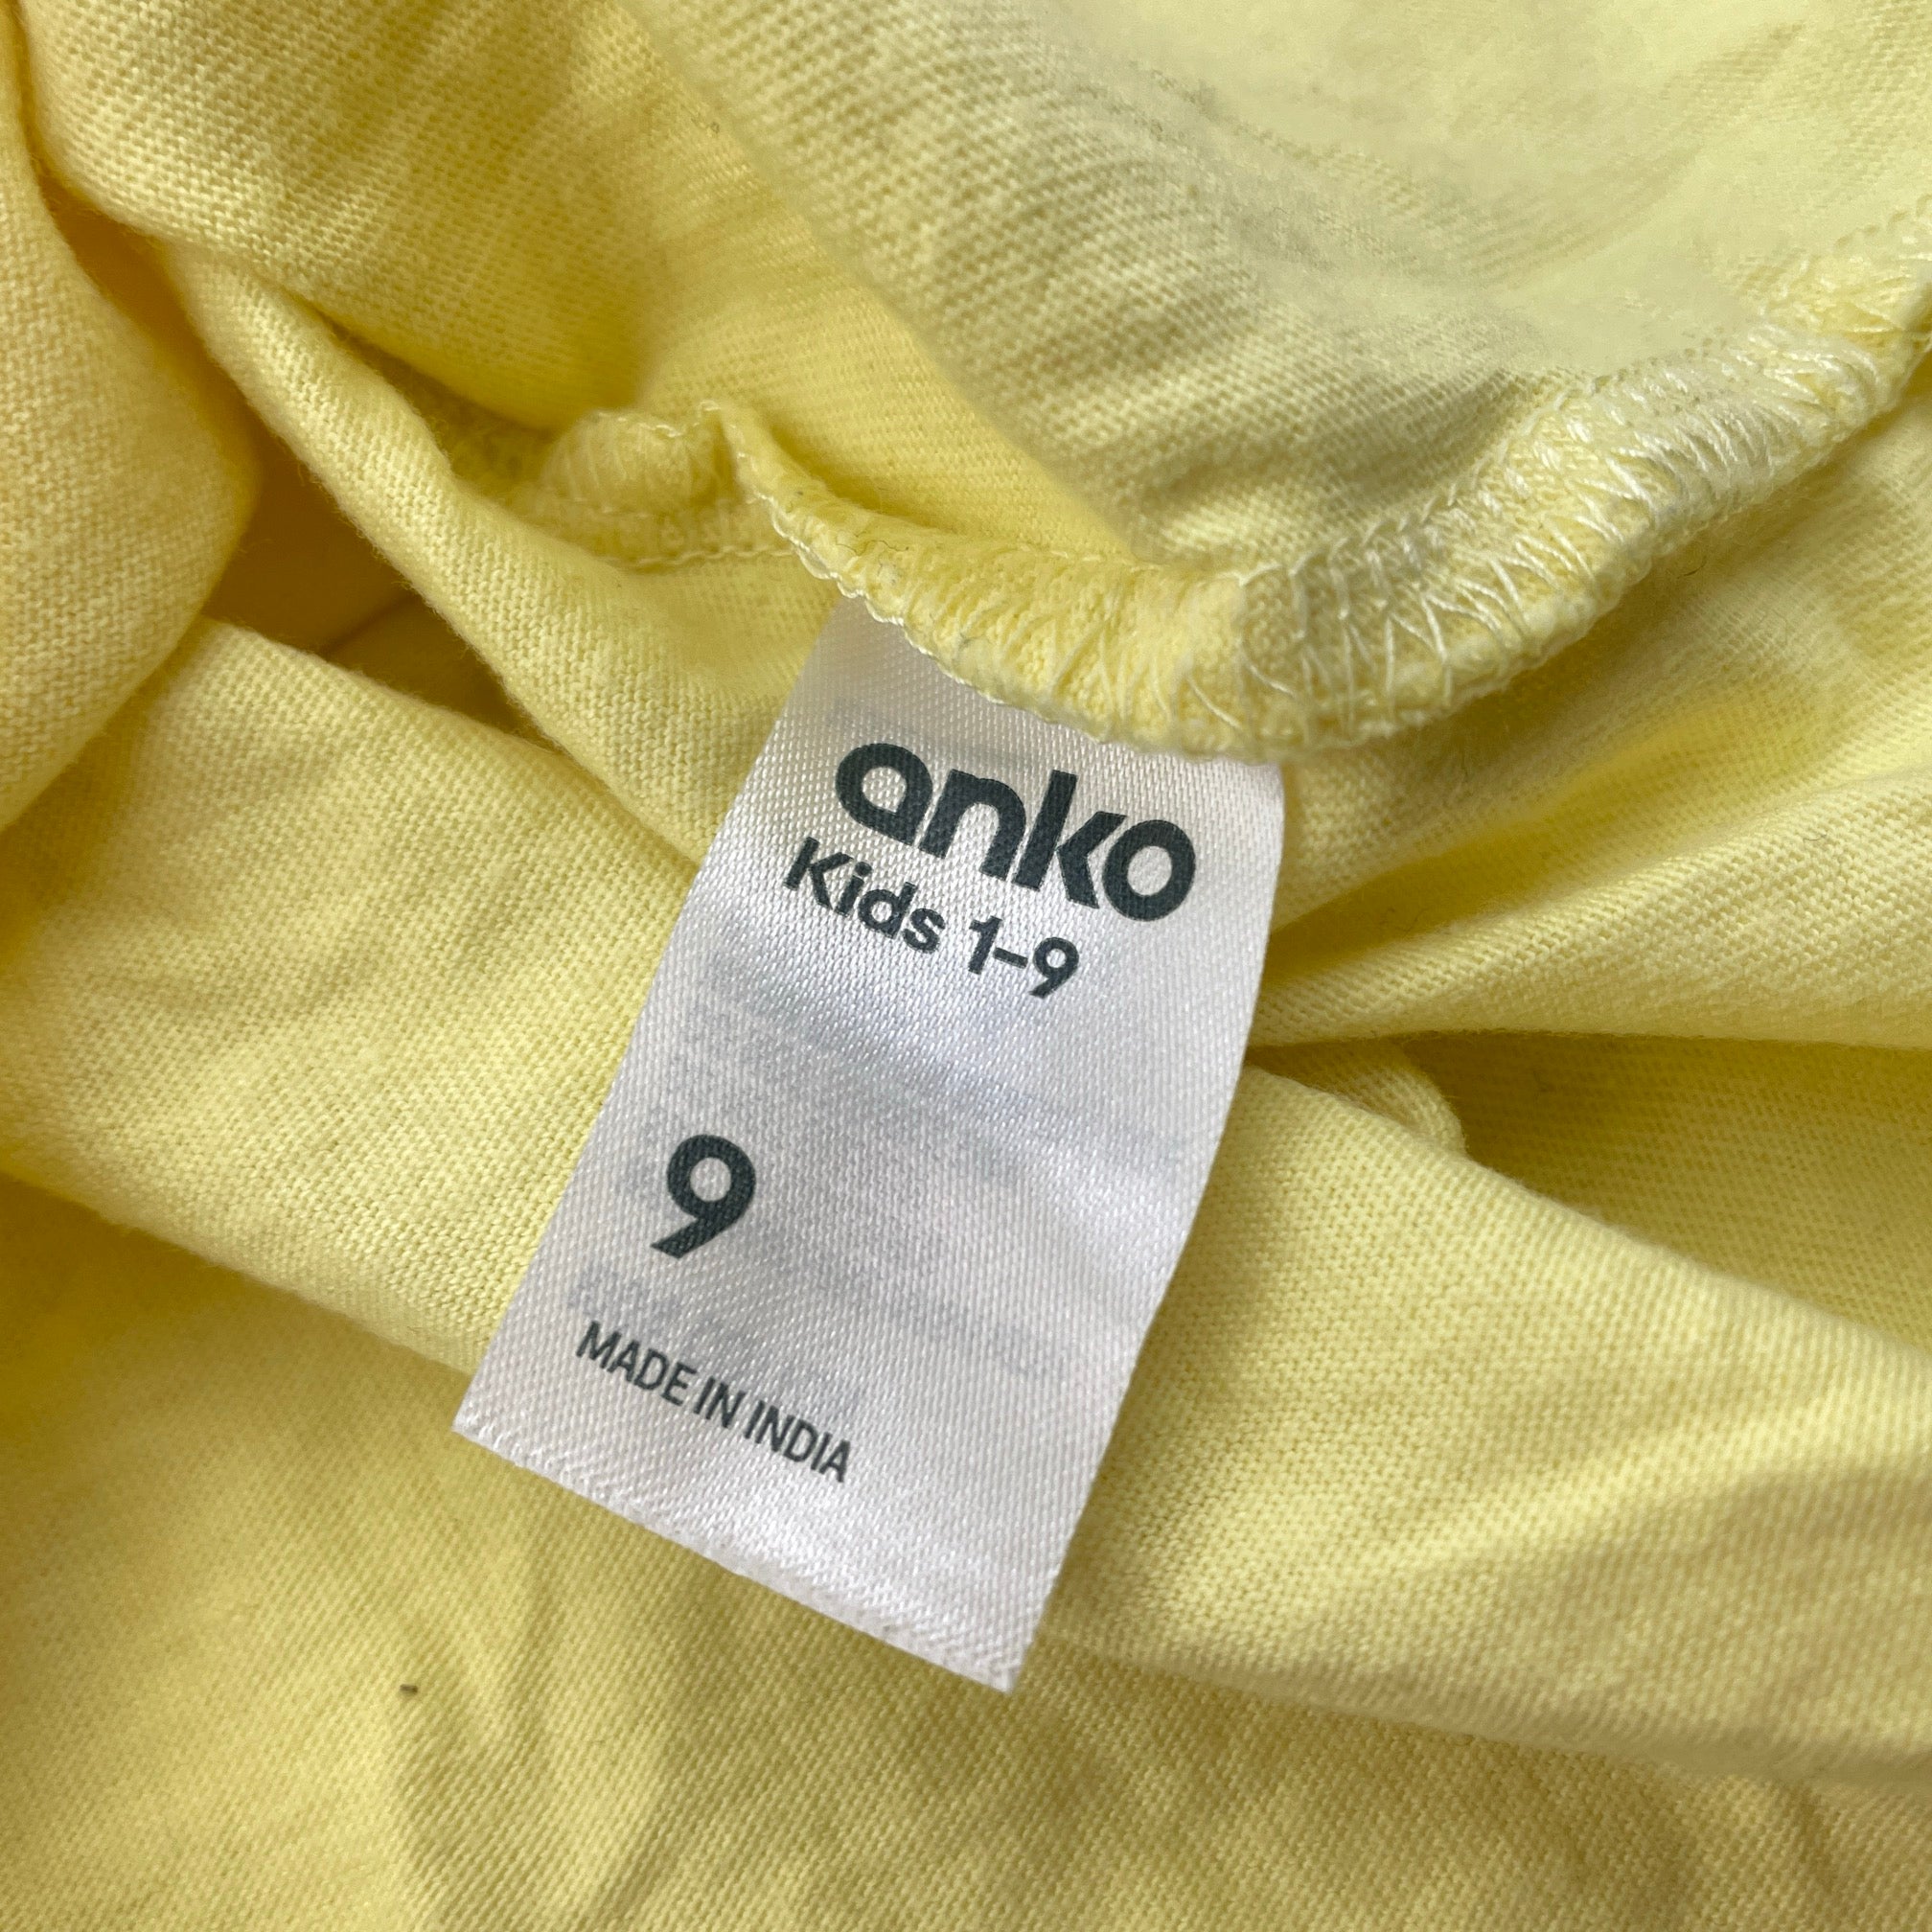 anko
Kids 1-9
9
MADE IN INDIA